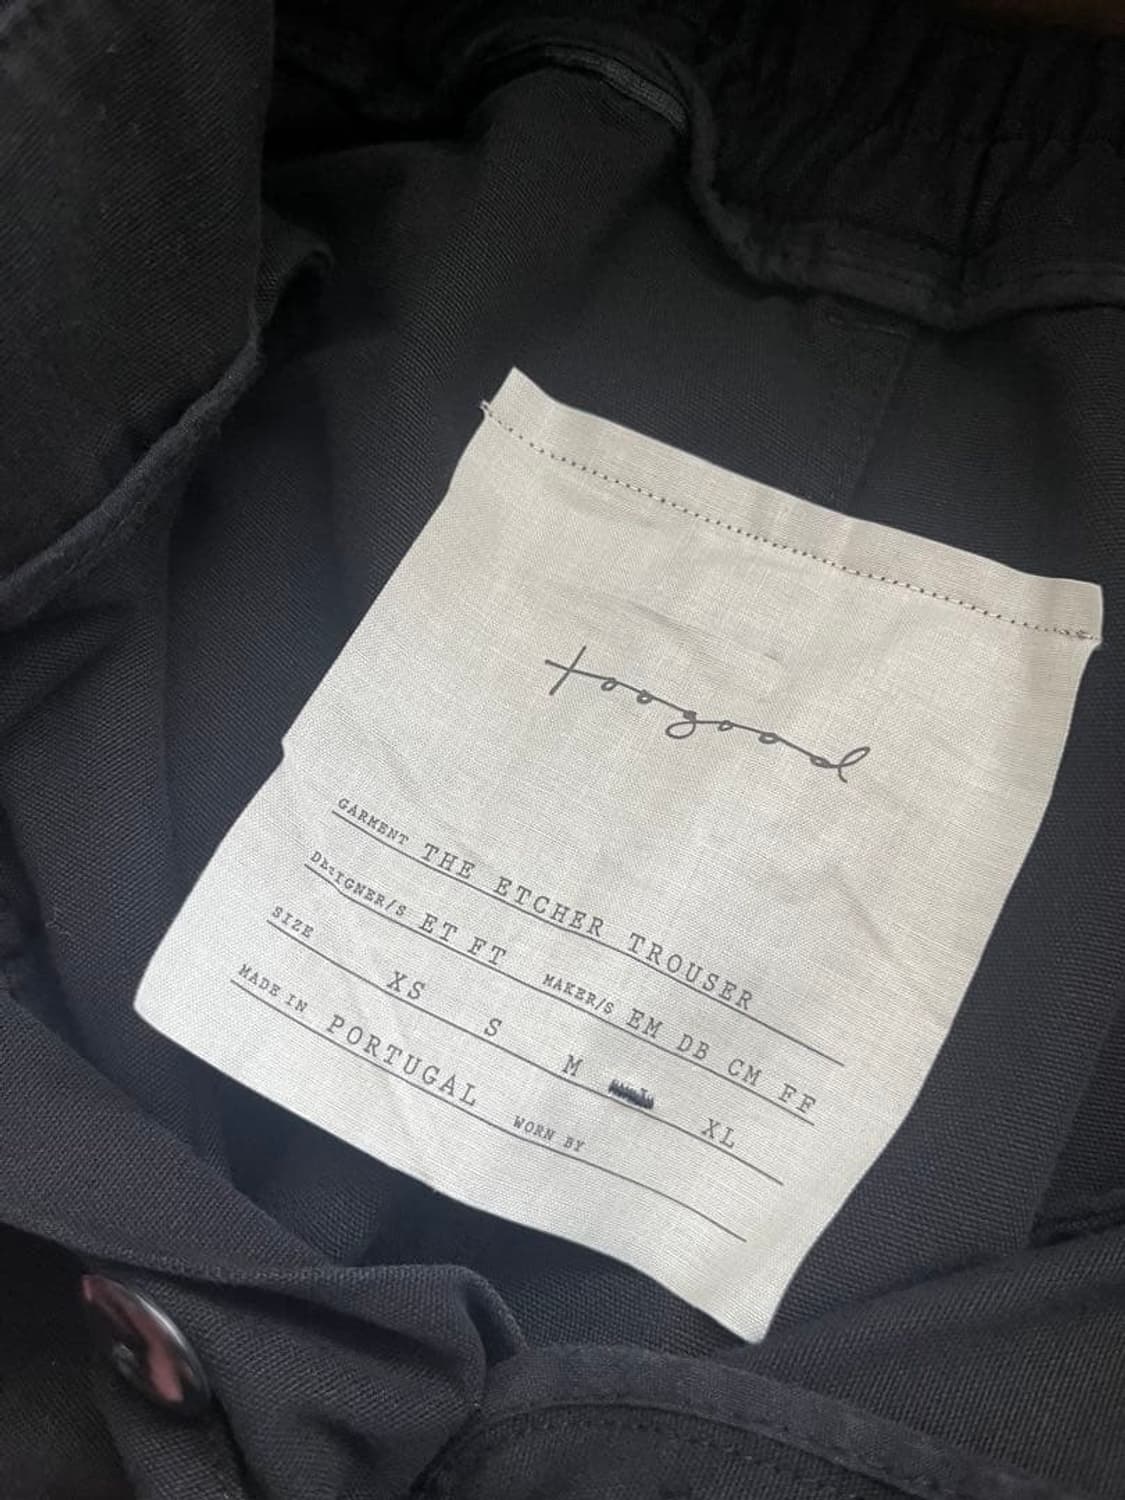 toogood
GARMENT THE ETCHER TROUSER
DESIGNER/S ET FT MAKER/S EM DB CM FF
SIZE XS S M XL
MADE IN PORTUGAL WORN BY